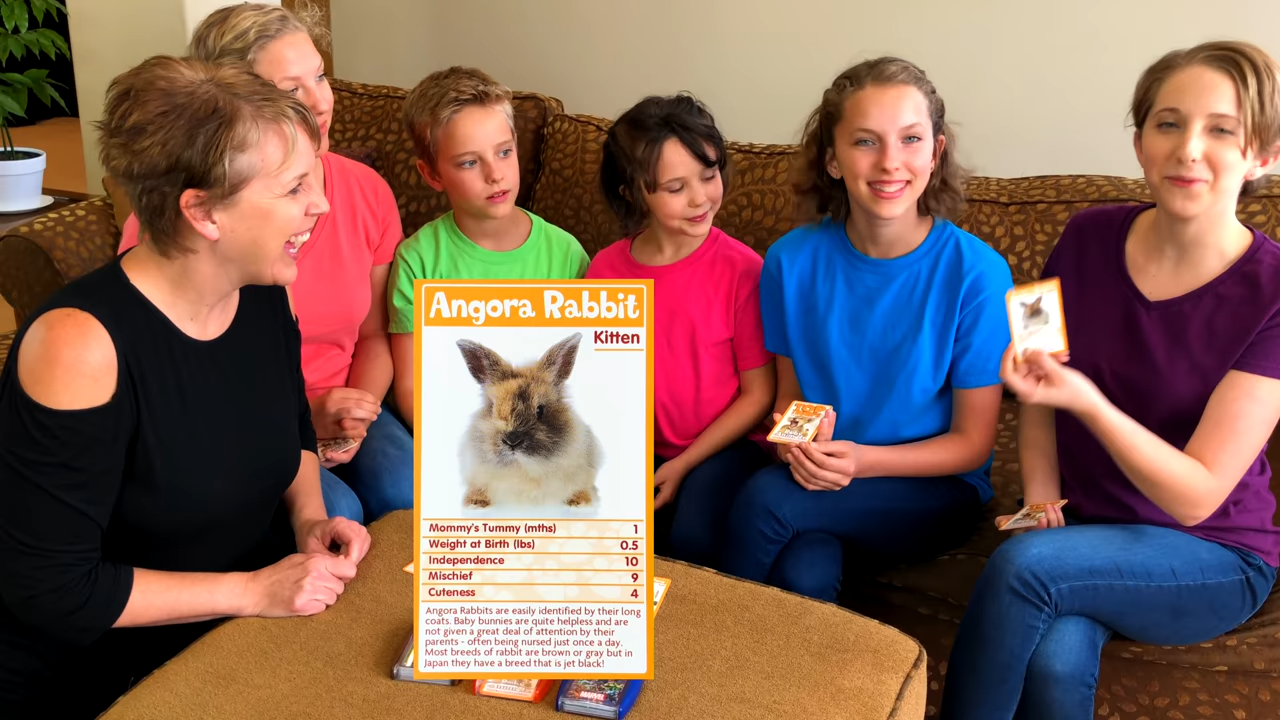 Angora Rabbit
Kitten
Mommy's Tummy (mths) 1
Weight at Birth (lbs) 0.5
Independence 10
Mischief 9
Cuteness 4
Angora Rabbits are easily identified by their long
coats. Baby bunnies are quite helpless and are
not given a great deal of attention by their
parents - often being nursed just once a day.
Most breeds of rabbit are brown or gray but in
Japan they have a breed that is jet black!